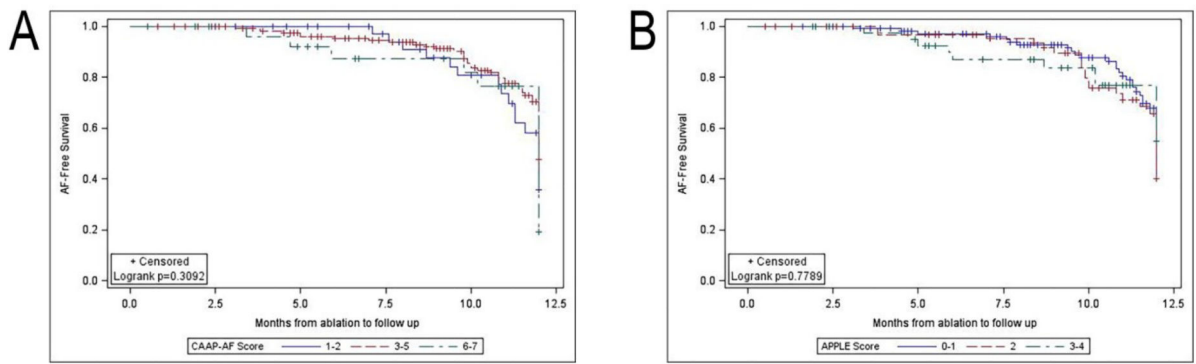 A
1.0
0.8
0.6
0.4
0.2
0.0
AF-Free Survival
+ Censored
Logrank p=0.3092
0.0 2.5 5.0 7.5 10.0 12.5
Months from ablation to follow up
CAAP-AF Score 1-2 3-5 6-7
B
1.0
0.8
0.6
0.4
0.2
0.0
AF-Free Survival
+ Censored
Logrank p=0.7789
0.0 2.5 5.0 7.5 10.0 12.5
Months from ablation to follow up
APPLE Score 0-1 2 3-4